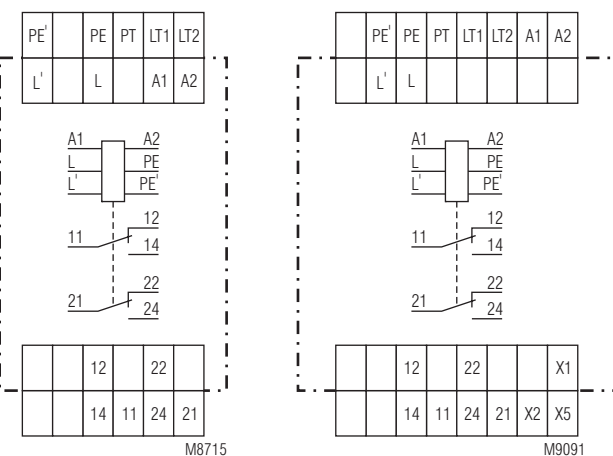 PE' PE PT LT1 LT2
L' L A1 A2
A1 A2
L PE
L' PE'
12
11 14
22
21 24
12 22
14 11 24 21
M8715
PE' PE PT LT1 LT2 A1 A2
L' L
A1 A2
L PE
L' PE'
12
11 14
22
21 24
12 22 X1
14 11 24 21 X2 X5
M9091